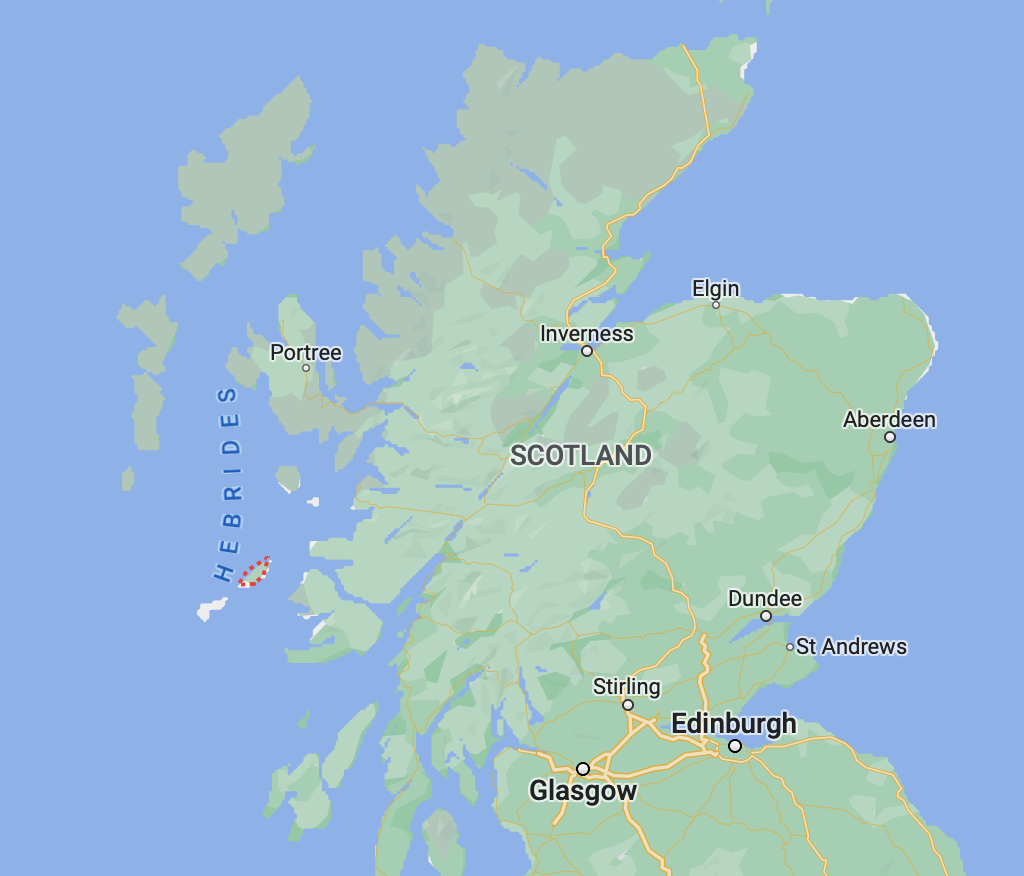 Elgin
Inverness
Portree
HEBRIDES
Aberdeen
SCOTLAND
Dundee
St Andrews
Stirling
Edinburgh
Glasgow